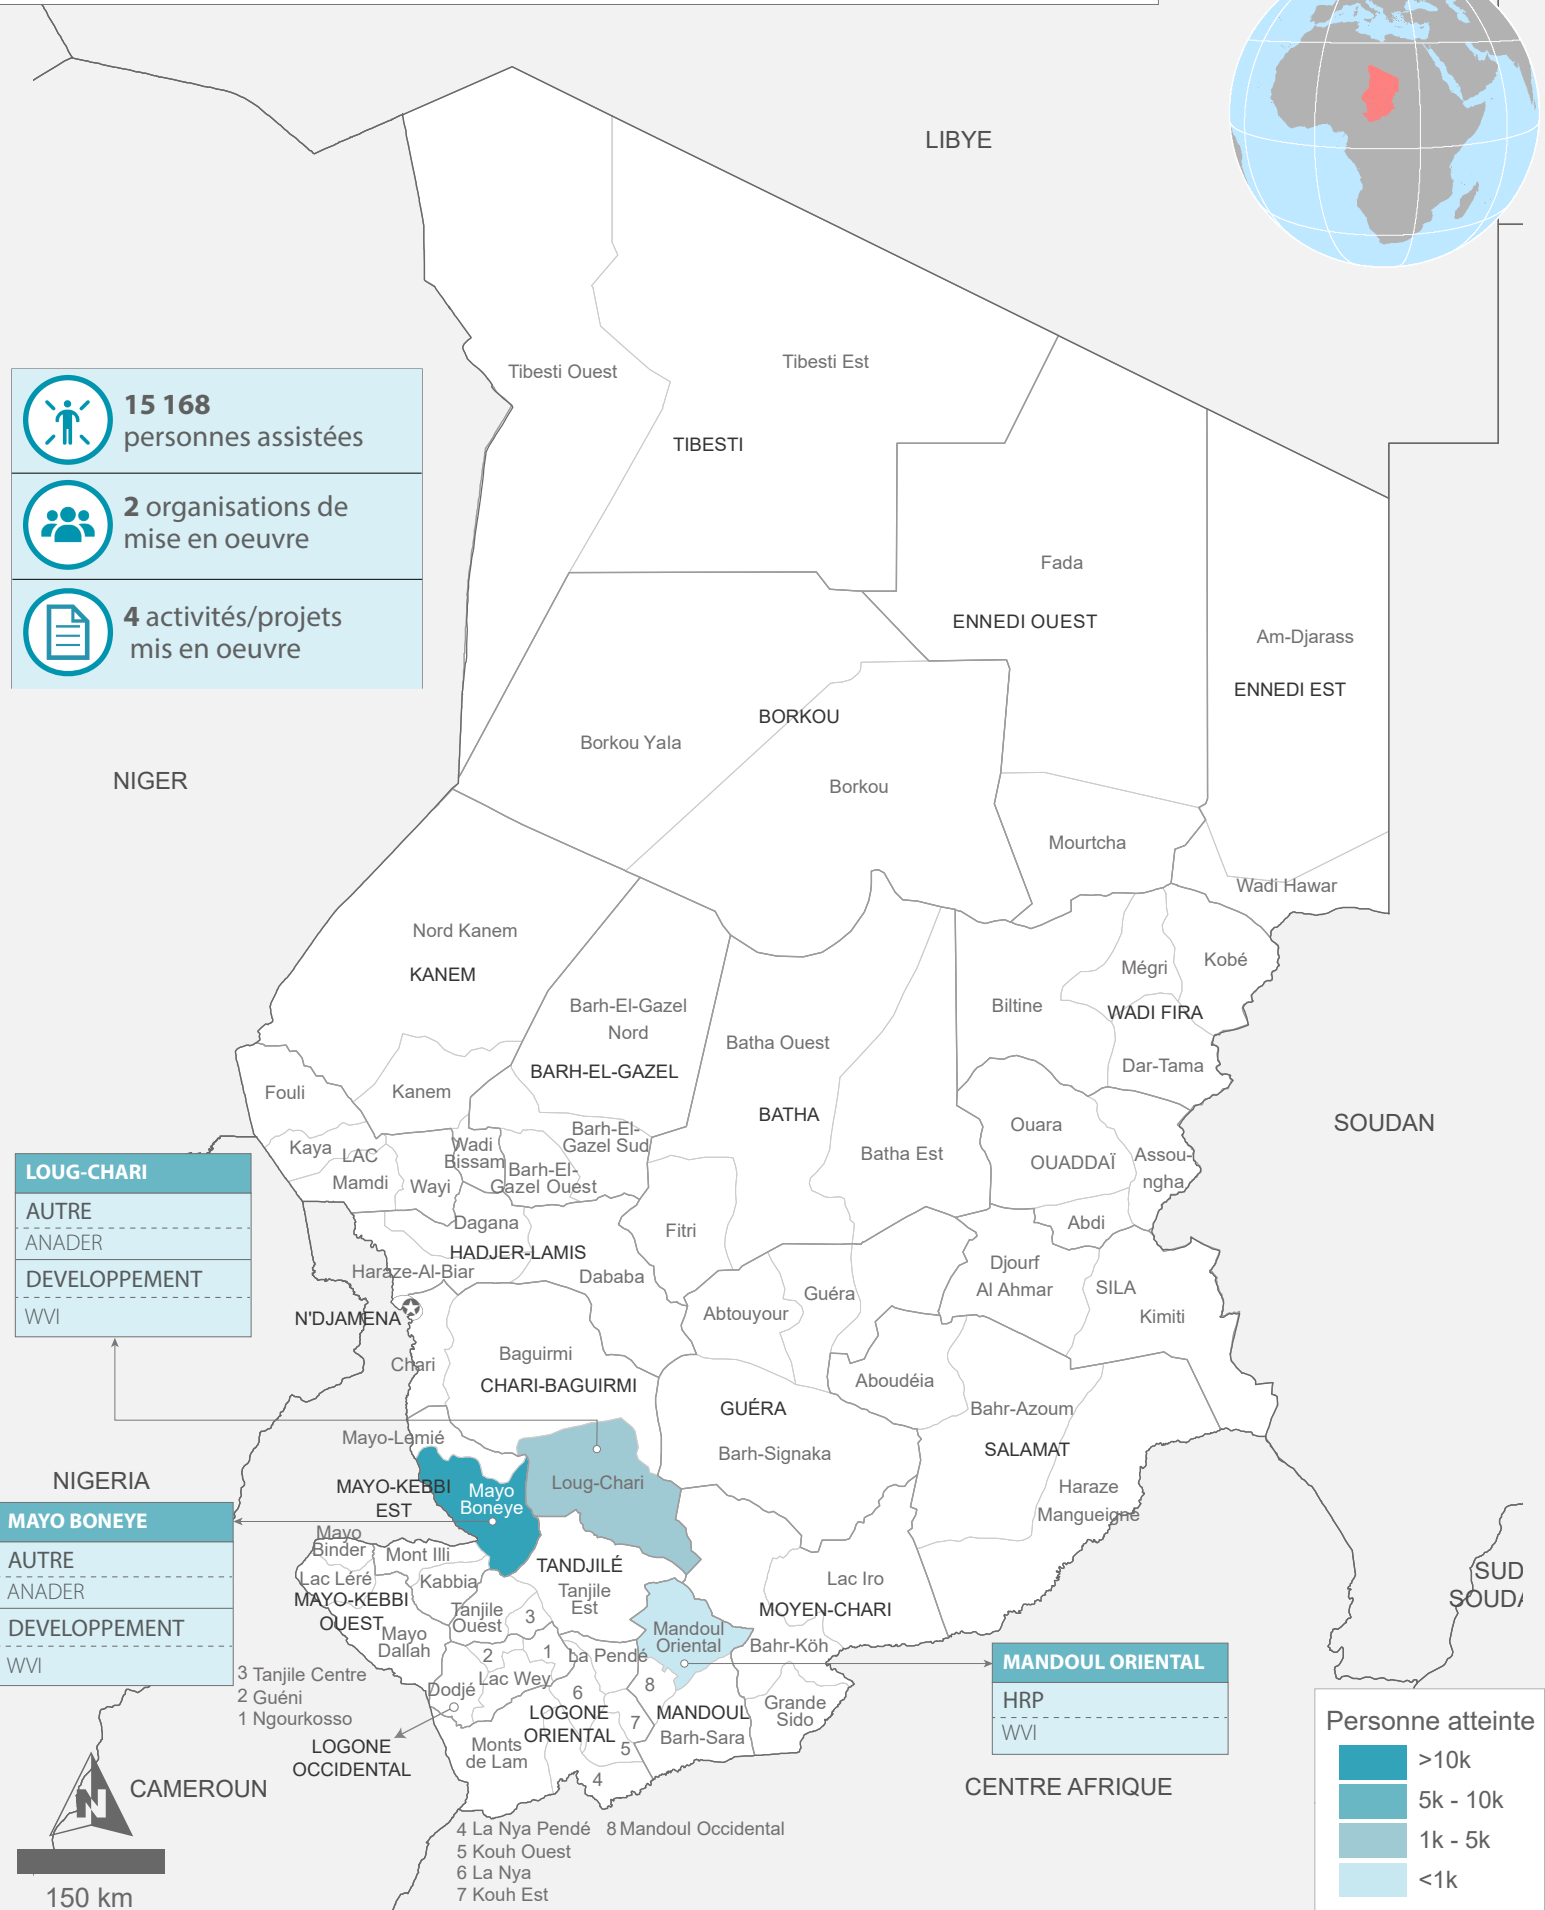 LIBYE
Tibesti Est
Tibesti Ouest
15 168
personnes assistées
TIBESTI
2 organisations de
mise en oeuvre
Fada
4 activités/projets
mis en oeuvre
ENNEDI OUEST
Am-Djarass
ENNEDI EST
BORKOU
Borkou Yala
NIGER
Borkou
Mourtcha
Wadi Hawar
Nord Kanem
KANEM
Mégri
Kobé
Barh-El-Gazel
Nord
Biltine
WADI FIRA
Batha Ouest
BARH-EL-GAZEL
Dar-Tama
Fouli
Kanem
BATHA
Ouara
SOUDAN
Barh-El-
Gazel Sud
Kaya
LAC
Wadi
Bissam
Batha Est
OUADDAÏ
Assou-
ngha
Mamdi
Wayi
Barh-El-
Gazel Ouest
LOUG-CHARI
AUTRE
ANADER
DEVELOPPEMENT
WVI
Dagana
Fitri
Abdi
HADJER-LAMIS
Haraze-Al-Biar
Dababa
Djourf
Al Ahmar
SILA
Guéra
Abtouyour
Kimiti
N'DJAMENA
Chari
Baguirmi
CHARI-BAGUIRMI
Aboudéia
GUÉRA
Bahr-Azoum
Mayo-Lemié
Barh-Signaka
SALAMAT
NIGERIA
MAYO-KEBBI
EST
Mayo
Boneye
Loug-Chari
Haraze
Mangueigne
MAYO BONEYE
AUTRE
ANADER
DEVELOPPEMENT
WVI
Mayo
Binder
Mont Illi
TANDJILÉ
Lac Léré
Kabbia
Tanjile
Est
Lac Iro
SUD
SOUDA
MAYO-KEBBI
OUEST
Tanjile
Ouest
3
MOYEN-CHARI
Mayo
Dallah
Mandoul
Oriental
Bahr-Köh
2
1
La Pendé
MANDOUL ORIENTAL
HRP
WVI
3 Tanjile Centre
2 Guéni
1 Ngourkosso
Dodjé
Lac Wey
6
8
LOGONE
ORIENTAL
7
MANDOUL
Barh-Sara
Grande
Sido
LOGONE
OCCIDENTAL
Monts
de Lam
5
4
Personne atteinte
>10k
5k - 10k
1k - 5k
<1k
CAMEROUN
CENTRE AFRIQUE
N
150 km
4 La Nya Pendé
5 Kouh Ouest
6 La Nya
7 Kouh Est
8 Mandoul Occidental